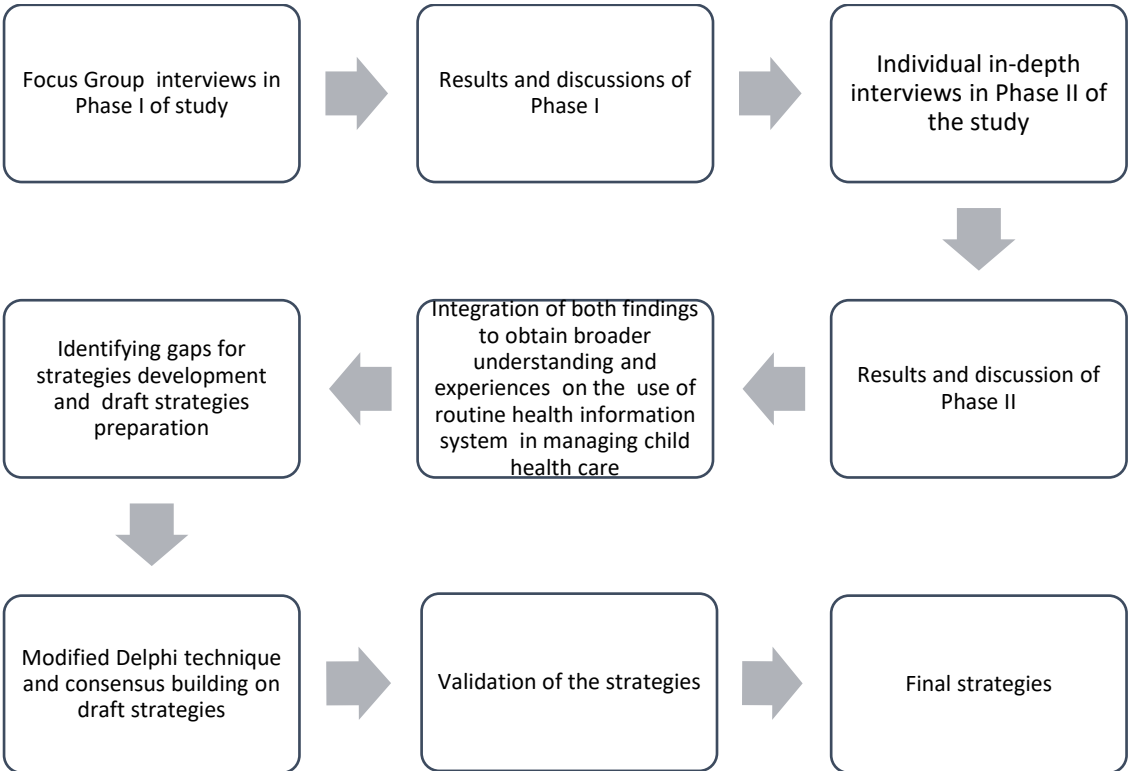 Focus Group interviews in
Phase I of study
Results and discussions of
Phase I
Individual in-depth
interviews in Phase II of
the study
Results and discussion of
Phase II
Integration of both findings
to obtain broader
understanding and
experiences on the use of
routine health information
system in managing child
health care
Identifying gaps for
strategies development
and draft strategies
preparation
Modified Delphi technique
and consensus building on
draft strategies
Validation of the strategies
Final strategies